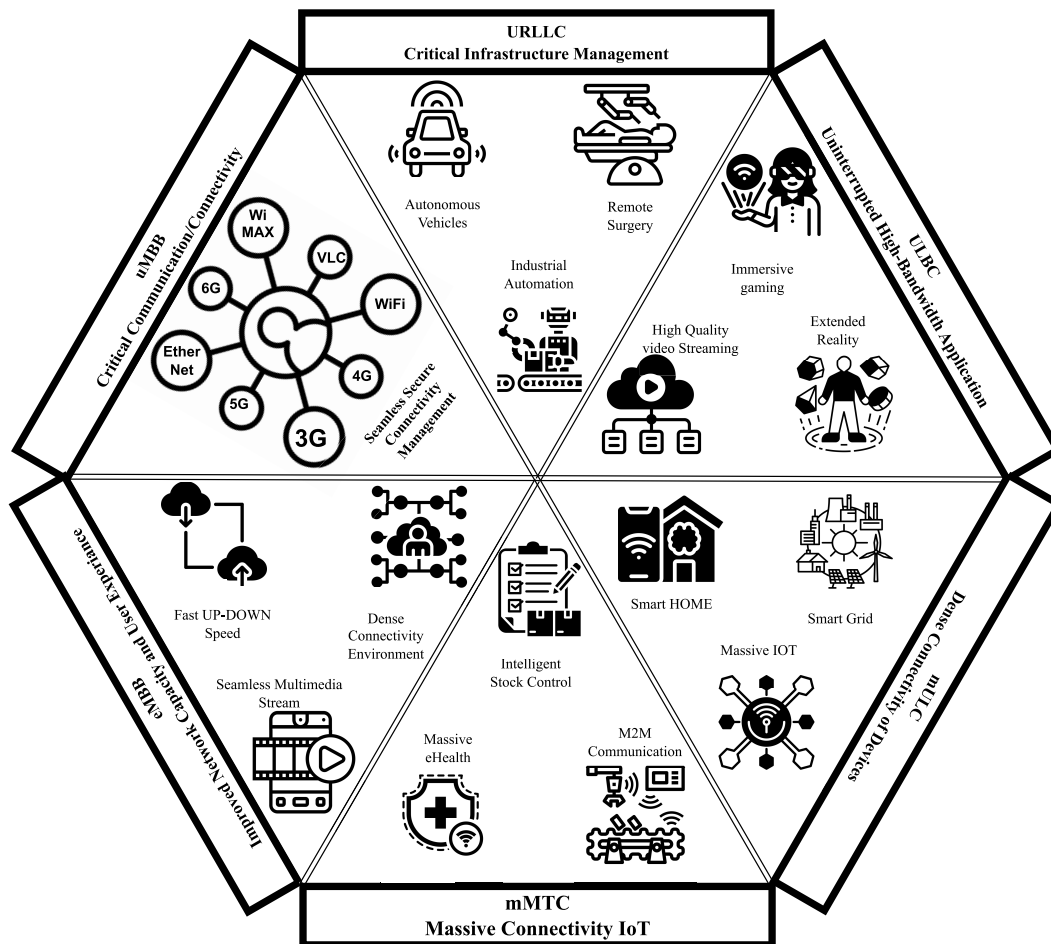 URLLC
Critical Infrastructure Management
uMBB
Critical Communication/Connectivity
ULBC
Uninterrupted High-Bandwidth Application
Autonomous
Vehicles
Remote
Surgery
Industrial
Automation
Immersive
gaming
High Quality
video Streaming
Extended
Reality
Wi
MAX
VLC
6G
WiFi
Ether
Net
4G
5G
3G
Seamless Secure
Connectivity
Management
Fast UP-DOWN
Speed
Dense
Connectivity
Environment
Seamless Multimedia
Stream
Intelligent
Stock Control
Massive
eHealth
M2M
Communication
Smart HOME
Smart Grid
Massive IOT
Improved Network Capacity and User Experiance
eMBB
mULC
Dense Connectivity of Devices
mMTC
Massive Connectivity IoT